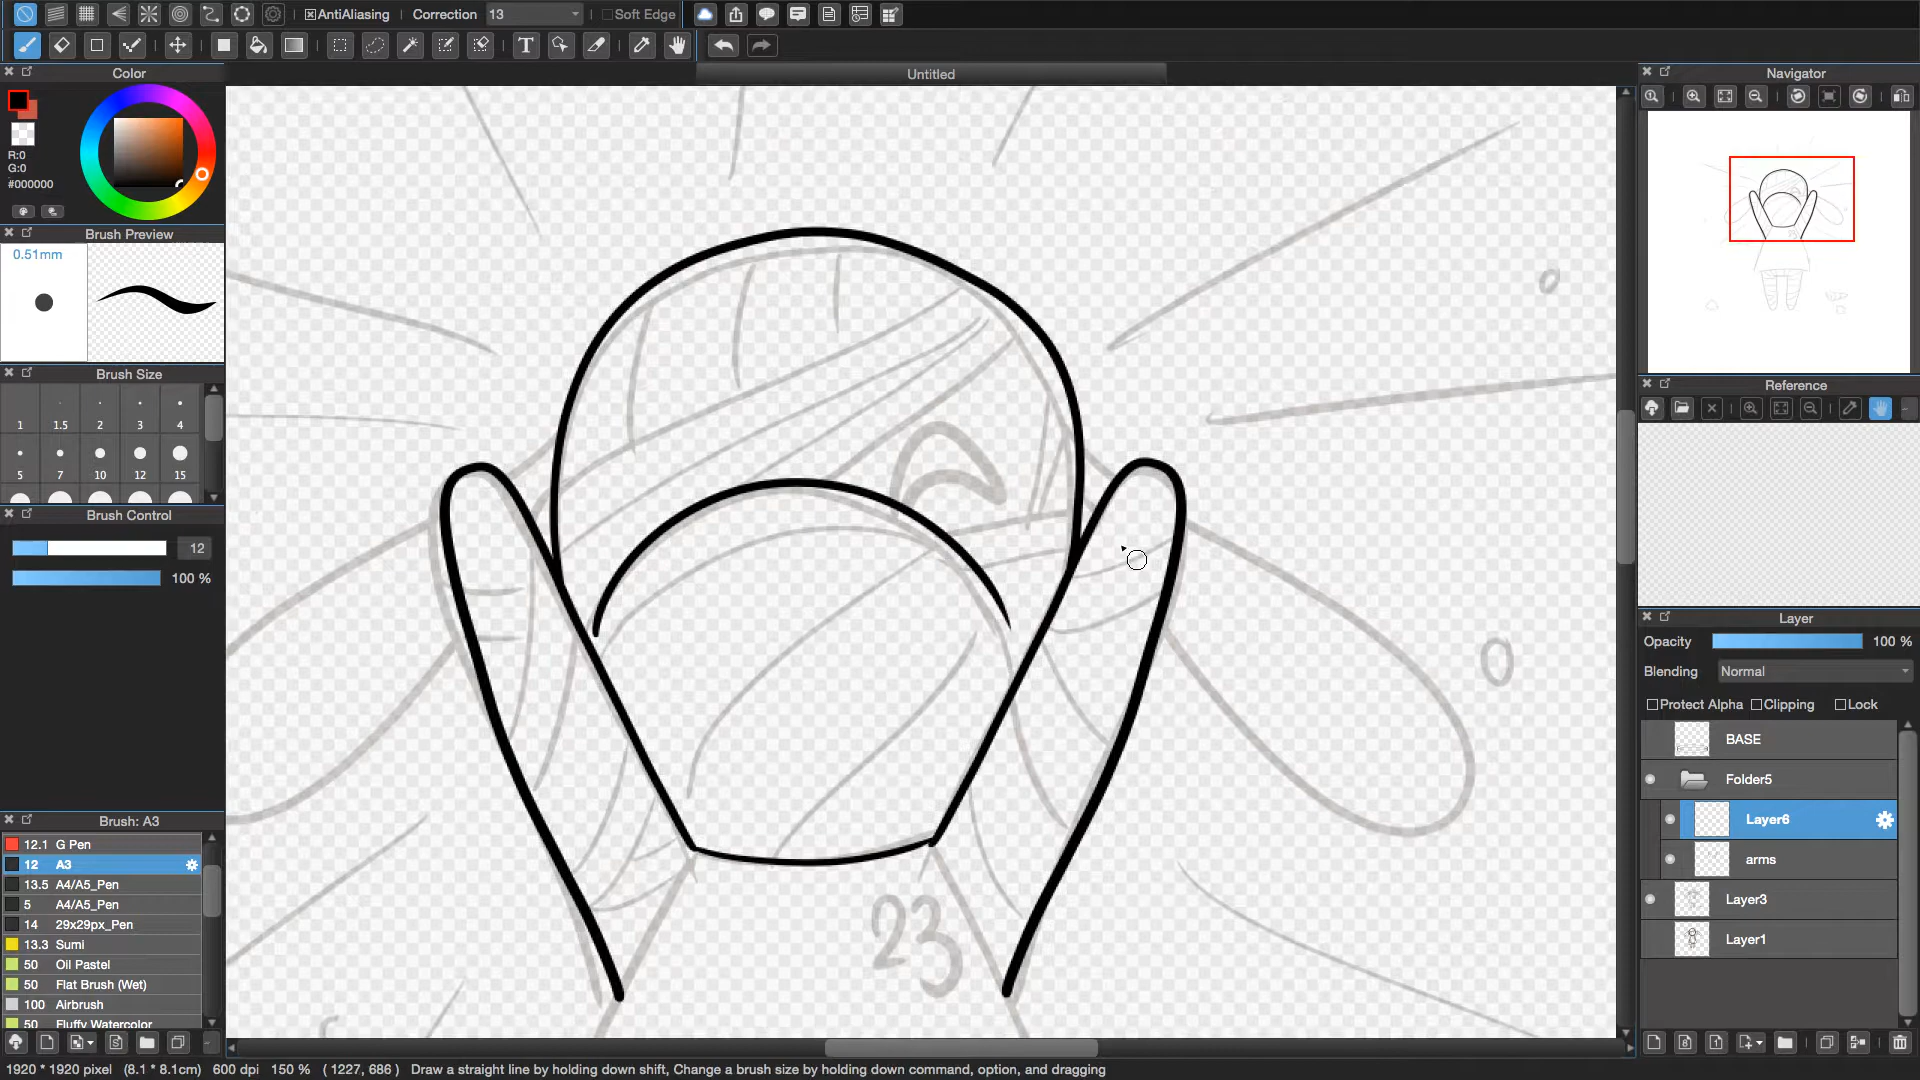 AntiAliasing Correction 13 Soft Edge
Untitled
Color
R:0
G:0
#000000
Brush Preview
0.51mm
Brush Size
1 1.5 2 3 4
5 7 10 12 15
Brush Control
12
100 %
Brush: A3
12.1 G Pen
12 A3
13.5 A4/A5_Pen
5 A4/A5_Pen
14 29x29px_Pen
13.3 Sumi
50 Oil Pastel
50 Flat Brush (Wet)
100 Airbrush
50 Fluffy Watercolor
23
Navigator
Reference
Layer
Opacity 100 %
Blending Normal
Protect Alpha Clipping Lock
BASE
Folder5
Layer6
arms
Layer3
Layer1
1920 * 1920 pixel (8.1 * 8.1cm) 600 dpi 150 % ( 1227, 686 ) Draw a straight line by holding down shift, Change a brush size by holding down command, option, and dragging